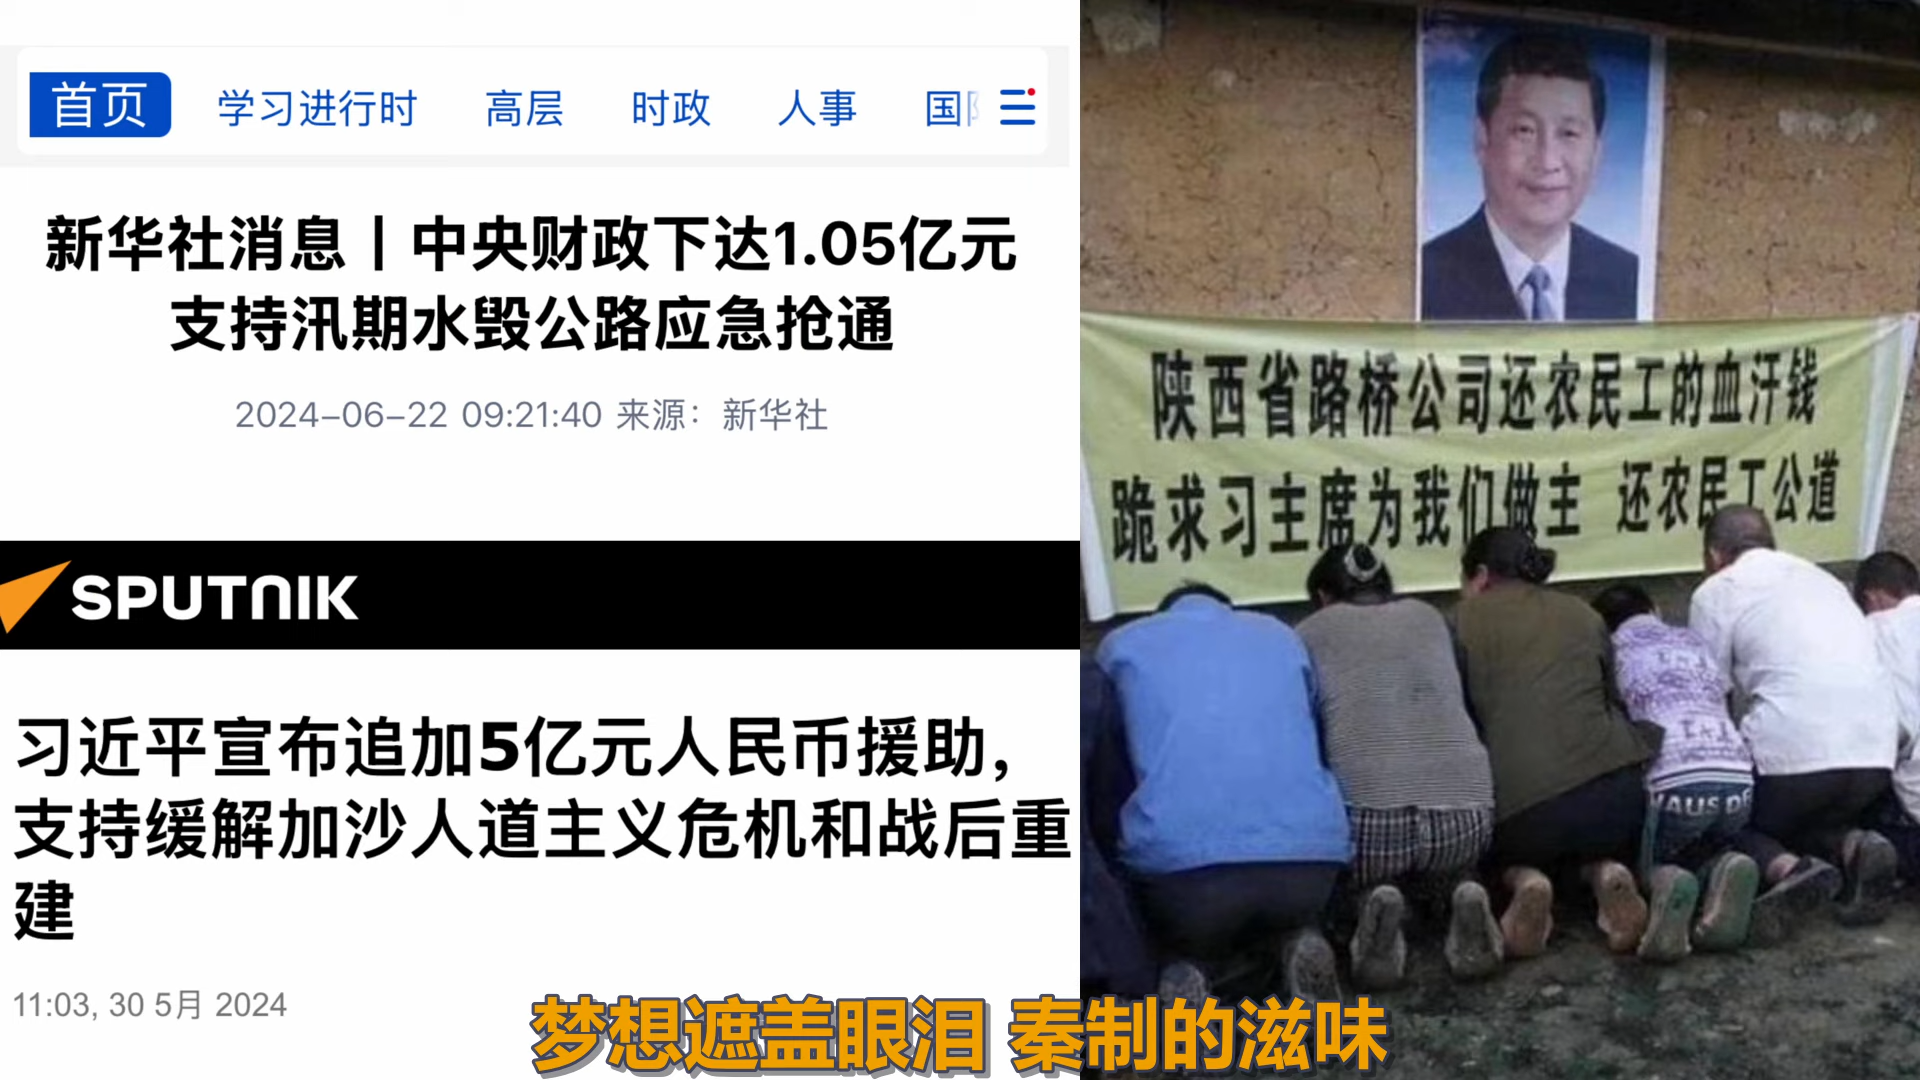 首页 学习进行时 高层 时政 人事 国
新华社消息丨中央财政下达1.05亿元
支持汛期水毁公路应急抢通
2024-06-22 09:21:40 来源：新华社
SPUTNIK
习近平宣布追加5亿元人民币援助，
支持缓解加沙人道主义危机和战后重
建
11:03, 30 5月 2024
陕西省路桥公司还农民工的血汗钱
跪求习主席为我们做主 还农民工公道
梦想遮盖眼泪 秦制的滋味